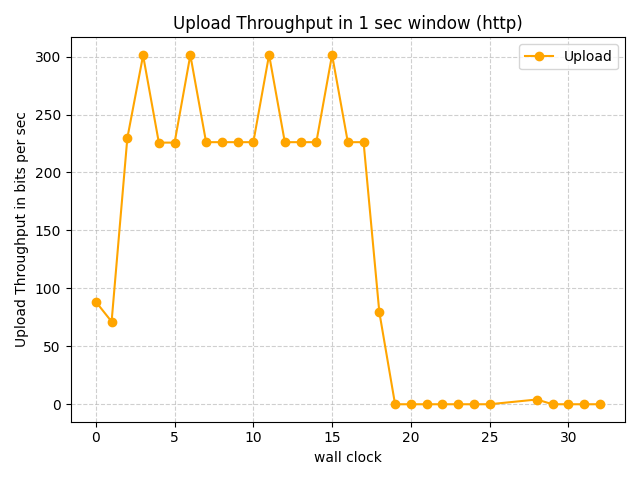 Upload Throughput in 1 sec window (http)
Upload
Upload Throughput in bits per sec
300
250
200
150
100
50
0
0 5 10 15 20 25 30
wall clock